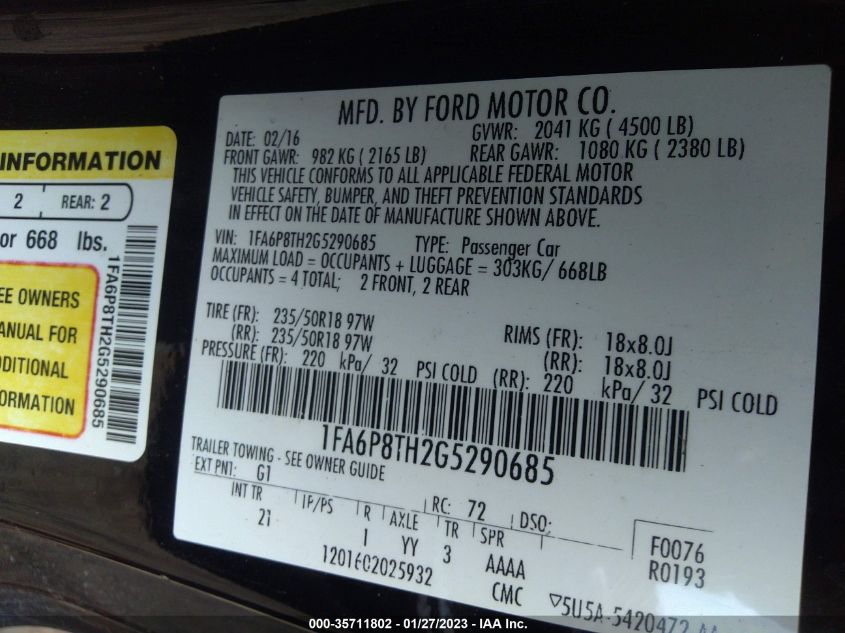 INFORMATION
2 REAR: 2
or 668 lbs.
EE OWNERS
ANUAL FOR
DDITIONAL
ORMATION
1FA6P8TH2G5290685
MFD. BY FORD MOTOR CO.
DATE: 02/16 GVWR: 2041 KG ( 4500 LB)
FRONT GAWR: 982 KG ( 2165 LB) REAR GAWR: 1080 KG ( 2380 LB)
THIS VEHICLE CONFORMS TO ALL APPLICABLE FEDERAL MOTOR
VEHICLE SAFETY, BUMPER, AND THEFT PREVENTION STANDARDS
IN EFFECT ON THE DATE OF MANUFACTURE SHOWN ABOVE.
VIN: 1FA6P8TH2G5290685 TYPE: Passenger Car
MAXIMUM LOAD = OCCUPANTS + LUGGAGE = 303KG/ 668LB
OCCUPANTS = 4 TOTAL; 2 FRONT, 2 REAR
TIRE (FR): 235/50R18 97W RIMS (FR): 18x8.0J
(RR): 235/50R18 97W (RR): 18x8.0J
PRESSURE (FR): 220 kPa/ 32 PSI COLD (RR): 220 kPa/ 32 PSI COLD
1FA6P8TH2G5290685
TRAILER TOWING - SEE OWNER GUIDE
EXT PNT: G1 RC: 72 DSO:
INT TR IP/PS R AXLE TR SPR
21 I YY 3 AAAA
F0076
R0193
1201602025932 CMC
▽5U5A-5420472
000-35711802 — 01/27/2023 — IAA Inc.